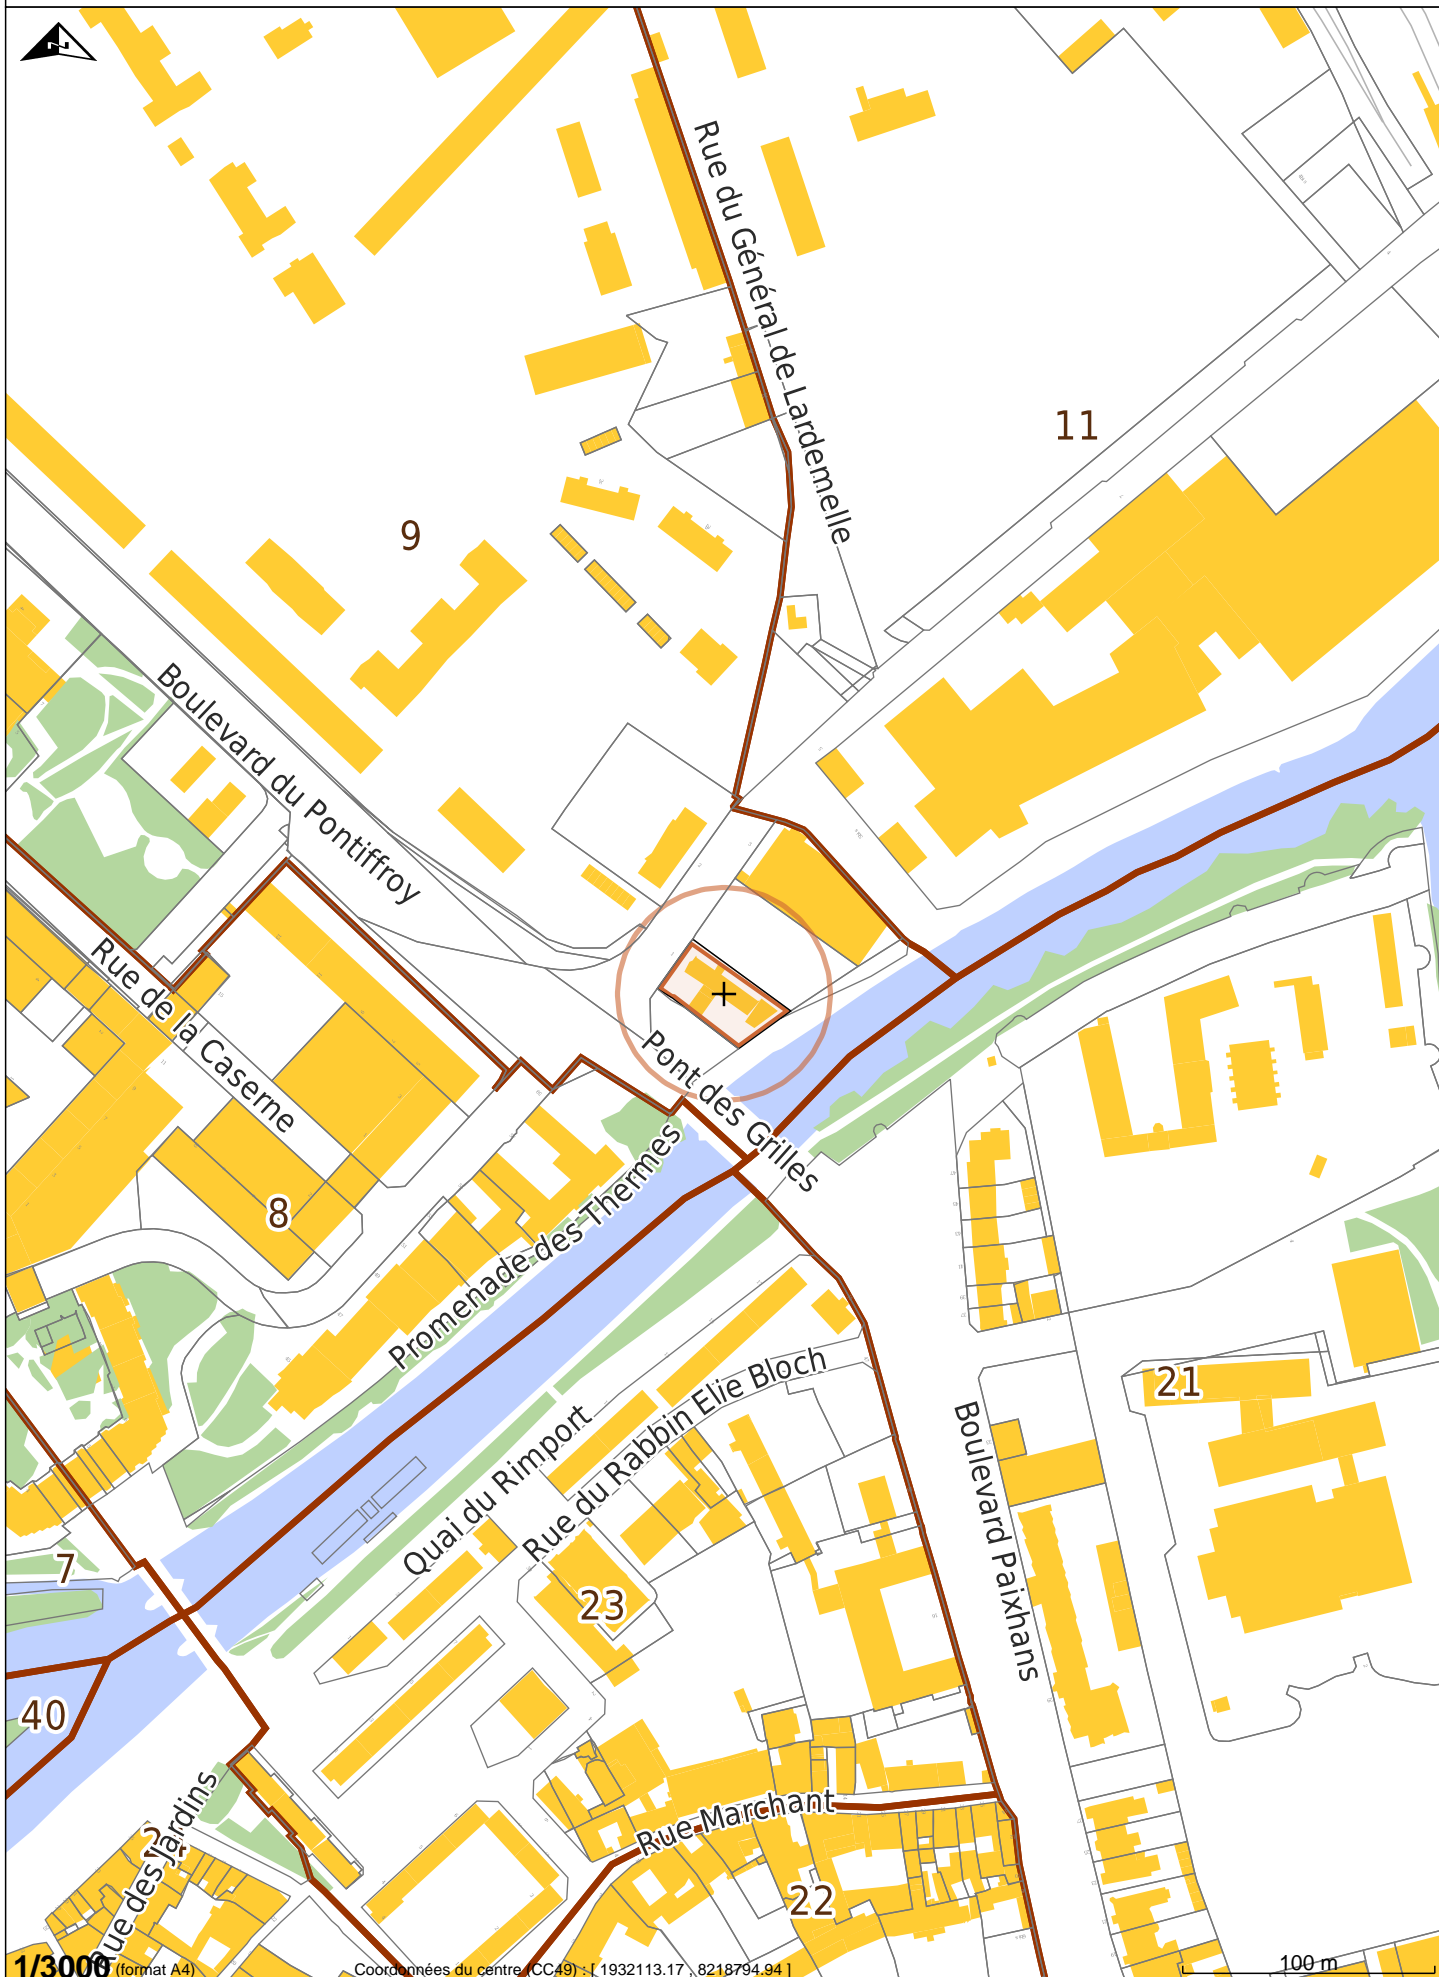 Rue du Général de Lardemelle
11
9
Boulevard du Pontiffroy
Rue de la Caserne
Pont des Grilles
8
Promenade des Thermes
Rue du Rabbin Elie Bloch
21
Quai du Rimport
Boulevard Paixhans
7
23
40
Rue des Jardins
Rue Marchant
22
1/3000 (format A4)
Coordonnées du centre (CC49) : [ 1932113.17 , 8218794.94 ]
100 m